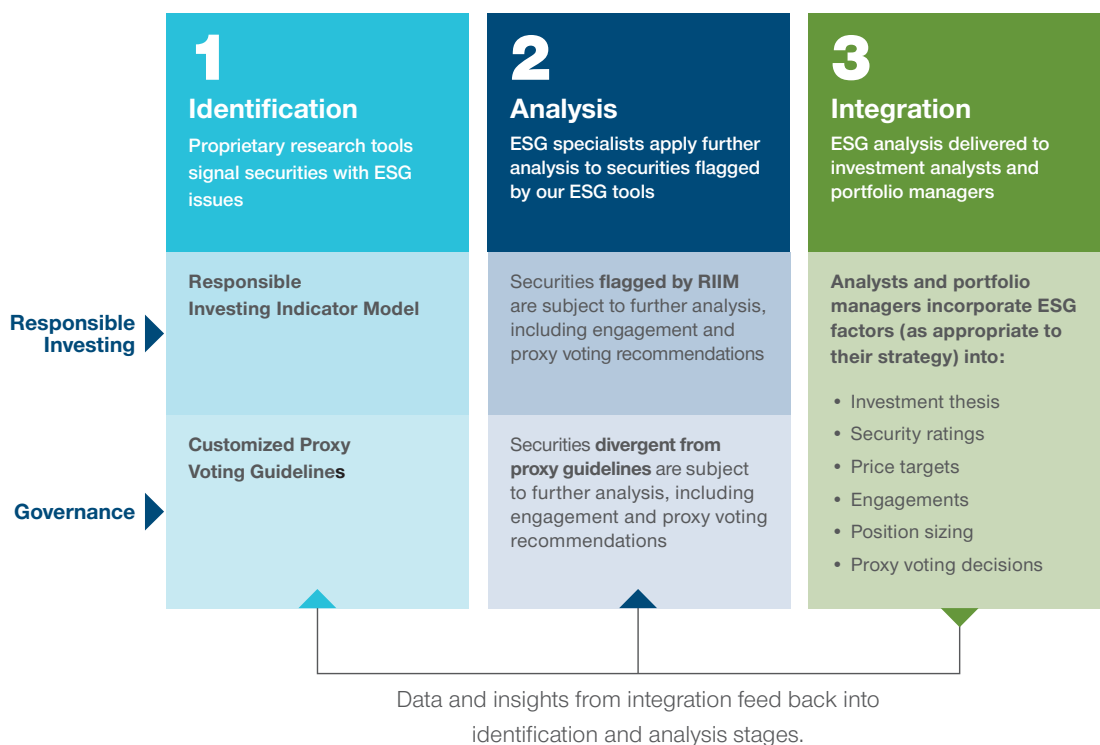 1
Identification
Proprietary research tools
signal securities with ESG
issues
2
Analysis
ESG specialists apply further
analysis to securities flagged
by our ESG tools
3
Integration
ESG analysis delivered to
investment analysts and
portfolio managers
Responsible
Investing
Responsible
Investing Indicator Model
Securities flagged by RIIM
are subject to further analysis,
including engagement and
proxy voting recommendations
Governance
Customized Proxy
Voting Guidelines
Securities divergent from
proxy guidelines are subject
to further analysis, including
engagement and proxy voting
recommendations
Analysts and portfolio
managers incorporate ESG
factors (as appropriate to
their strategy) into:
• Investment thesis
• Security ratings
• Price targets
• Engagements
• Position sizing
• Proxy voting decisions
Data and insights from integration feed back into
identification and analysis stages.